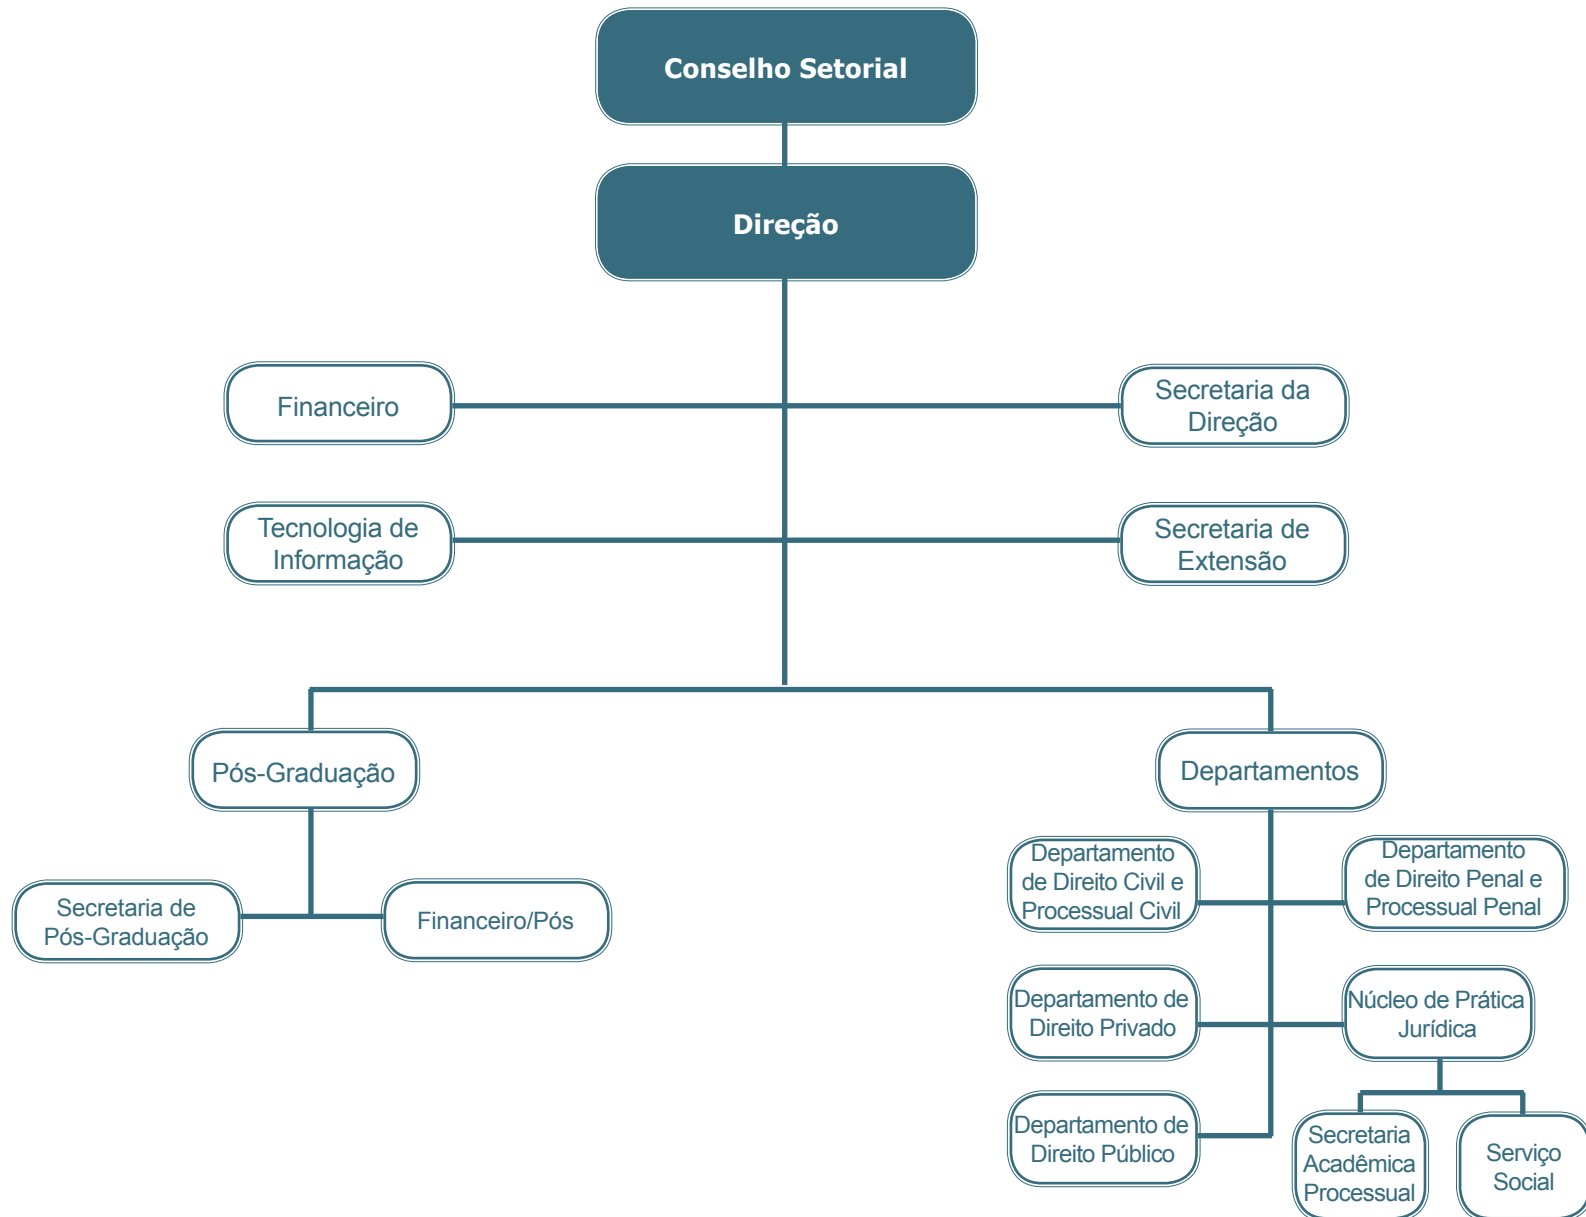 Conselho Setorial
Direção
Financeiro
Secretaria da
Direção
Tecnologia de
Informação
Secretaria de
Extensão
Pós-Graduação
Departamentos
Secretaria de
Pós-Graduação
Financeiro/Pós
Departamento
de Direito Civil e
Processual Civil
Departamento
de Direito Penal e
Processual Penal
Departamento de
Direito Privado
Núcleo de Prática
Jurídica
Departamento de
Direito Público
Secretaria
Acadêmica
Processual
Serviço
Social